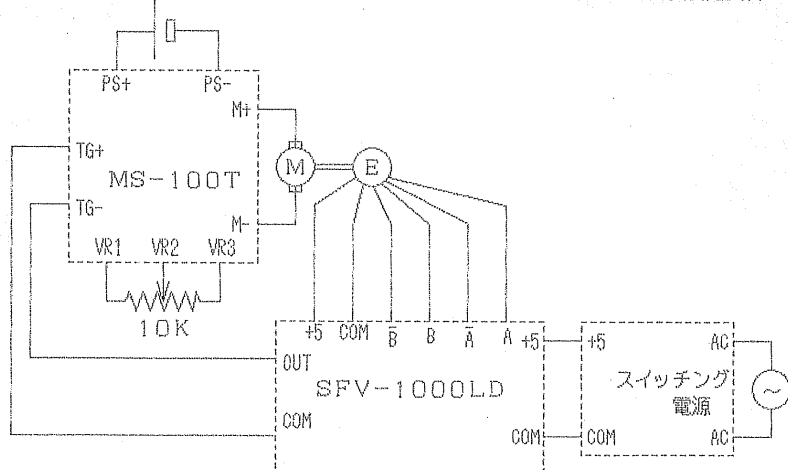 PS+ PS-
M+
TG+
MS-100T
M
E
TG-
M-
VR1 VR2 VR3
10K
+5 COM B̅ B A̅ A +5
OUT
SFV-1000LD
COM
COM
+5 AC
スイッチング
電源
COM AC